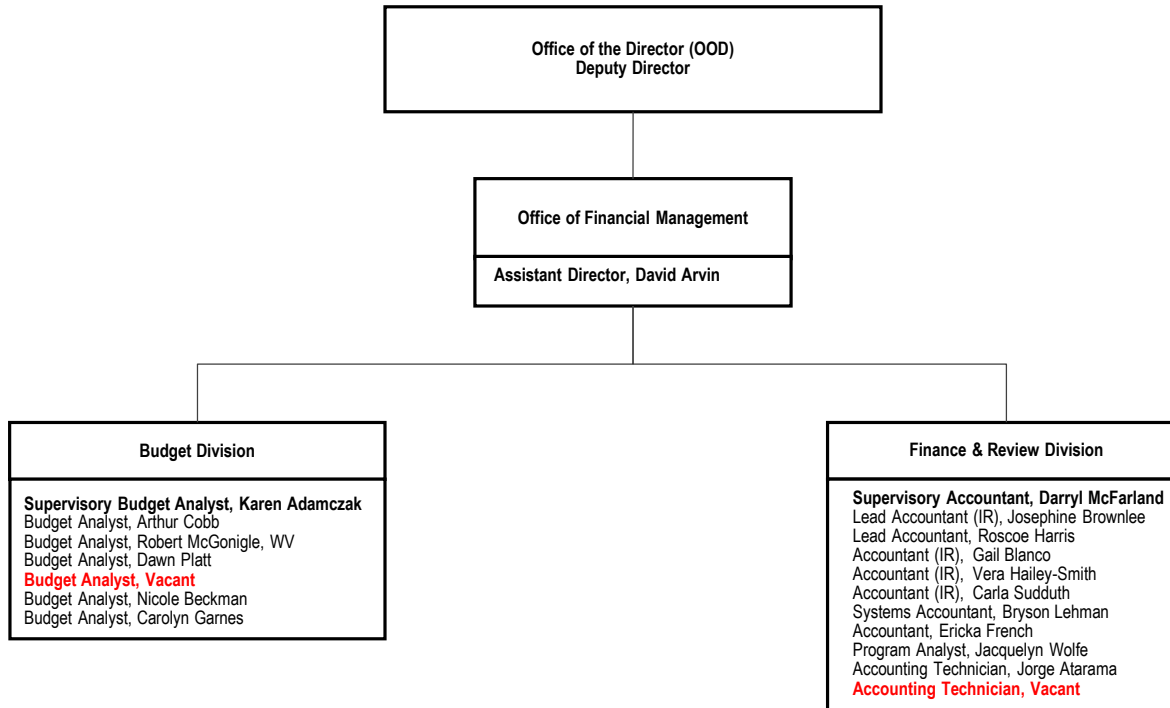 Office of the Director (OOD)
Deputy Director
Office of Financial Management
Assistant Director, David Arvin
Budget Division
Supervisory Budget Analyst, Karen Adamczak
Budget Analyst, Arthur Cobb
Budget Analyst, Robert McGonigle, WV
Budget Analyst, Dawn Platt
Budget Analyst, Vacant
Budget Analyst, Nicole Beckman
Budget Analyst, Carolyn Garnes
Finance & Review Division
Supervisory Accountant, Darryl McFarland
Lead Accountant (IR), Josephine Brownlee
Lead Accountant, Roscoe Harris
Accountant (IR), Gail Blanco
Accountant (IR), Vera Hailey-Smith
Accountant (IR), Carla Sudduth
Systems Accountant, Bryson Lehman
Accountant, Ericka French
Program Analyst, Jacquelyn Wolfe
Accounting Technician, Jorge Atarama
Accounting Technician, Vacant